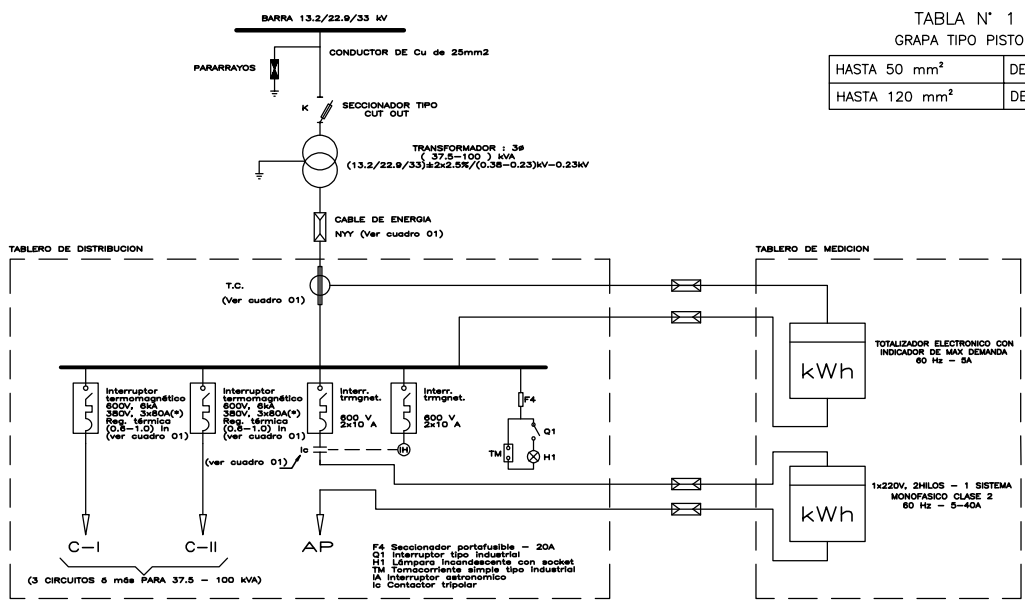 BARRA 13.2/22.9/33 kV
CONDUCTOR DE Cu de 25mm2
PARARRAYOS
K
SECCIONADOR TIPO
CUT OUT
TRANSFORMADOR : 3ø
( 37.5-100 ) kVA
(13.2/22.9/33)±2x2.5%/(0.38-0.23)kV-0.23kV
CABLE DE ENERGIA
NYY (Ver cuadro 01)
TABLA N° 1
GRAPA TIPO PISTO
HASTA 50 mm² DE
HASTA 120 mm² DE
TABLERO DE DISTRIBUCION
T.C.
(Ver cuadro 01)
Interruptor
termomagnético
600V, 6kA
380V, 3x80A(*)
Reg. térmica
(0.8-1.0) In
(ver cuadro 01)
Interruptor
termomagnético
600V, 6kA
380V, 3x80A(*)
Reg. térmica
(0.8-1.0) In
(ver cuadro 01)
Interr.
trmgnet.
600 V
2x10 A
Interr.
trmgnet.
600 V
2x10 A
F4
Q1
TM
H1
Ic
IH
(ver cuadro 01)
C-I
C-II
AP
(3 CIRCUITOS ó más PARA 37.5 - 100 kVA)
F4 Seccionador portafusible - 20A
Q1 Interruptor tipo industrial
H1 Lámpara incandescente con socket
TM Tomacorriente simple tipo industrial
IA Interruptor astronomico
Ic Contactor tripolar
TABLERO DE MEDICION
kWh
TOTALIZADOR ELECTRONICO CON
INDICADOR DE MAX DEMANDA
60 Hz - 5A
kWh
1x220V, 2HILOS - 1 SISTEMA
MONOFASICO CLASE 2
60 Hz - 5-40A